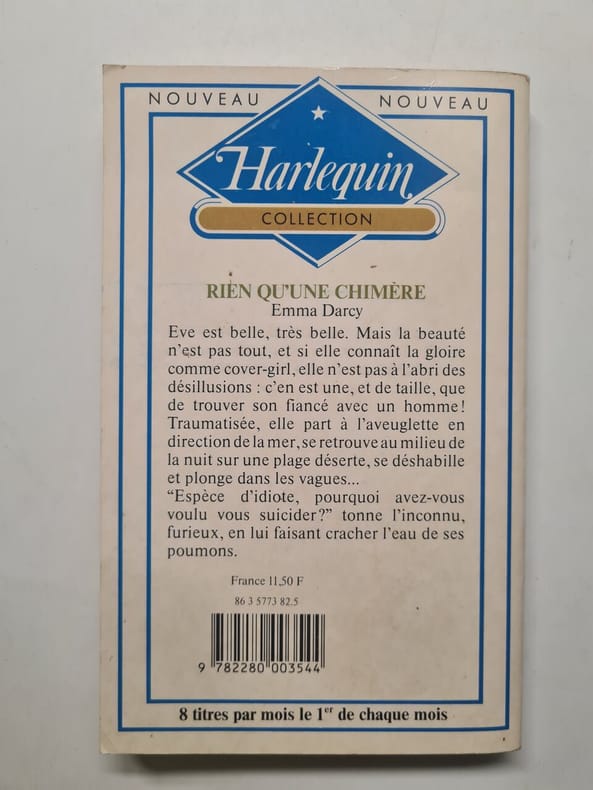 NOUVEAU NOUVEAU
Harlequin
COLLECTION
RIEN QU'UNE CHIMÈRE
Emma Darcy
Eve est belle, très belle. Mais la beauté
n'est pas tout, et si elle connaît la gloire
comme cover-girl, elle n'est pas à l'abri des
désillusions : c'en est une, et de taille, que
de trouver son fiancé avec un homme!
Traumatisée, elle part à l'aveuglette en
direction de la mer, se retrouve au milieu de
la nuit sur une plage déserte, se déshabille
et plonge dans les vagues...
"Espèce d'idiote, pourquoi avez-vous
voulu vous suicider?" tonne l'inconnu,
furieux, en lui faisant cracher l'eau de ses
poumons.
France 11,50 F
86 3 5773 82.5
9 782280 003544
8 titres par mois le 1er de chaque mois